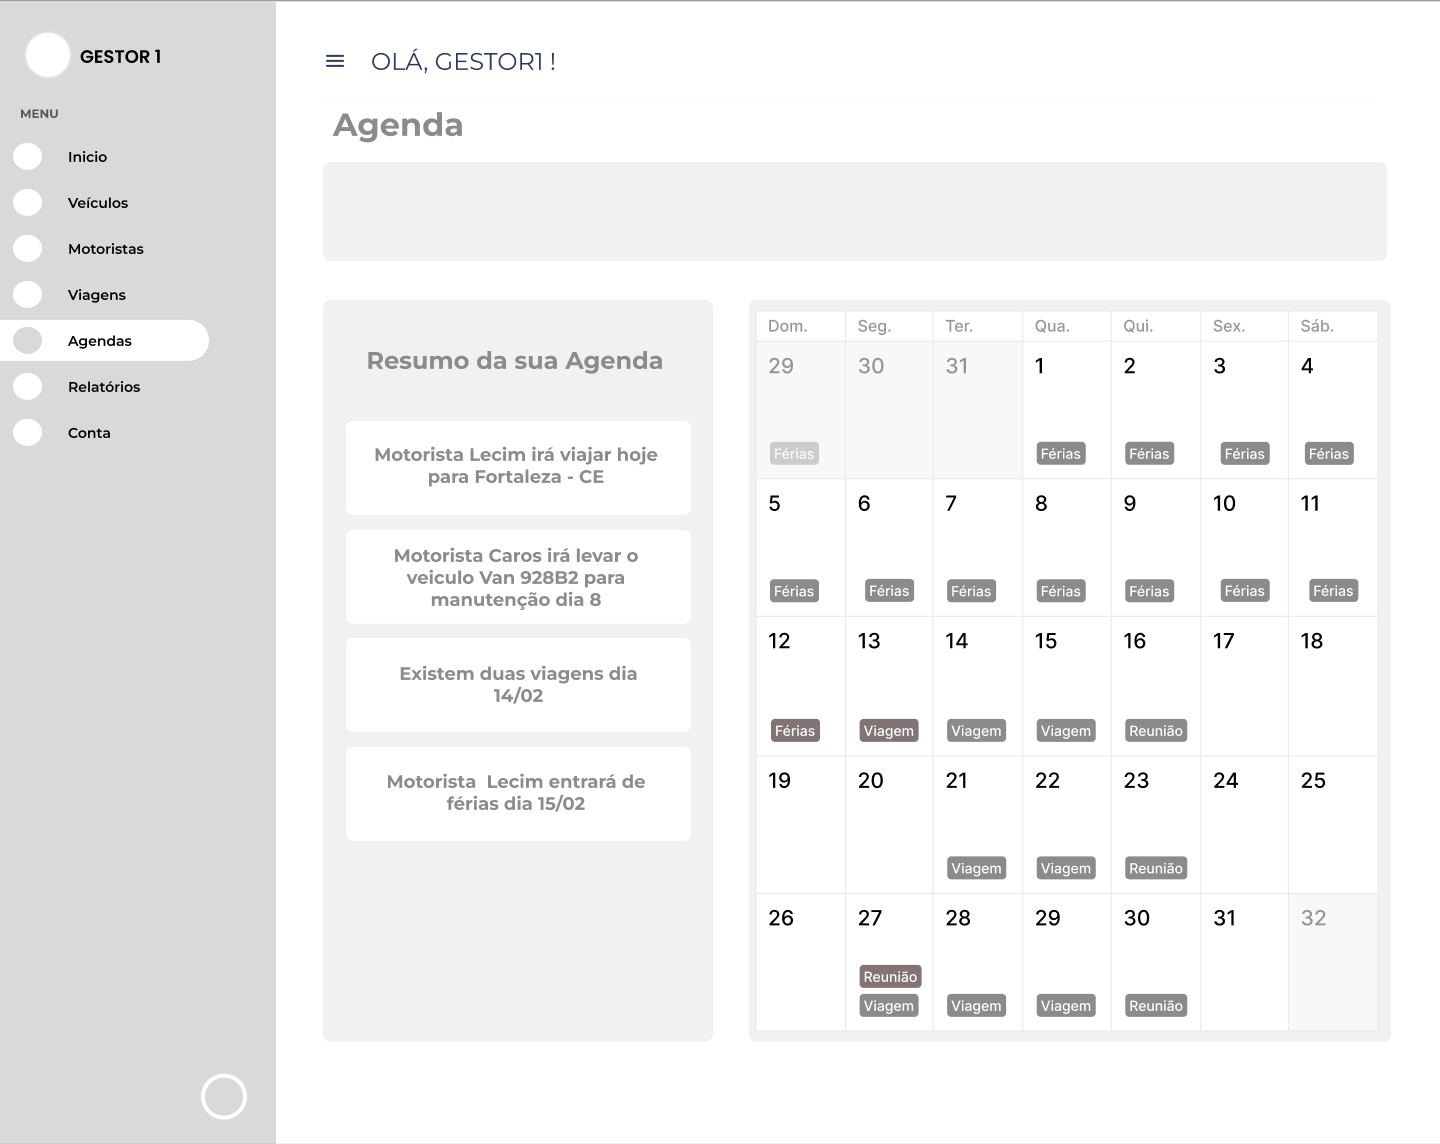 GESTOR 1
MENU
Inicio
Veículos
Motoristas
Viagens
Agendas
Relatórios
Conta
OLÁ, GESTOR1 !
Agenda
Resumo da sua Agenda
Motorista Lecim irá viajar hoje
para Fortaleza - CE
Motorista Caros irá levar o
veiculo Van 928B2 para
manutenção dia 8
Existem duas viagens dia
14/02
Motorista  Lecim entrará de
férias dia 15/02
Dom. Seg. Ter. Qua. Qui. Sex. Sáb.
29 30 31 1 2 3 4
Férias Férias Férias Férias Férias
5 6 7 8 9 10 11
Férias Férias Férias Férias Férias Férias Férias
12 13 14 15 16 17 18
Férias Viagem Viagem Viagem Reunião
19 20 21 22 23 24 25
Viagem Viagem Reunião
26 27 28 29 30 31 32
Reunião
Viagem Viagem Viagem Reunião